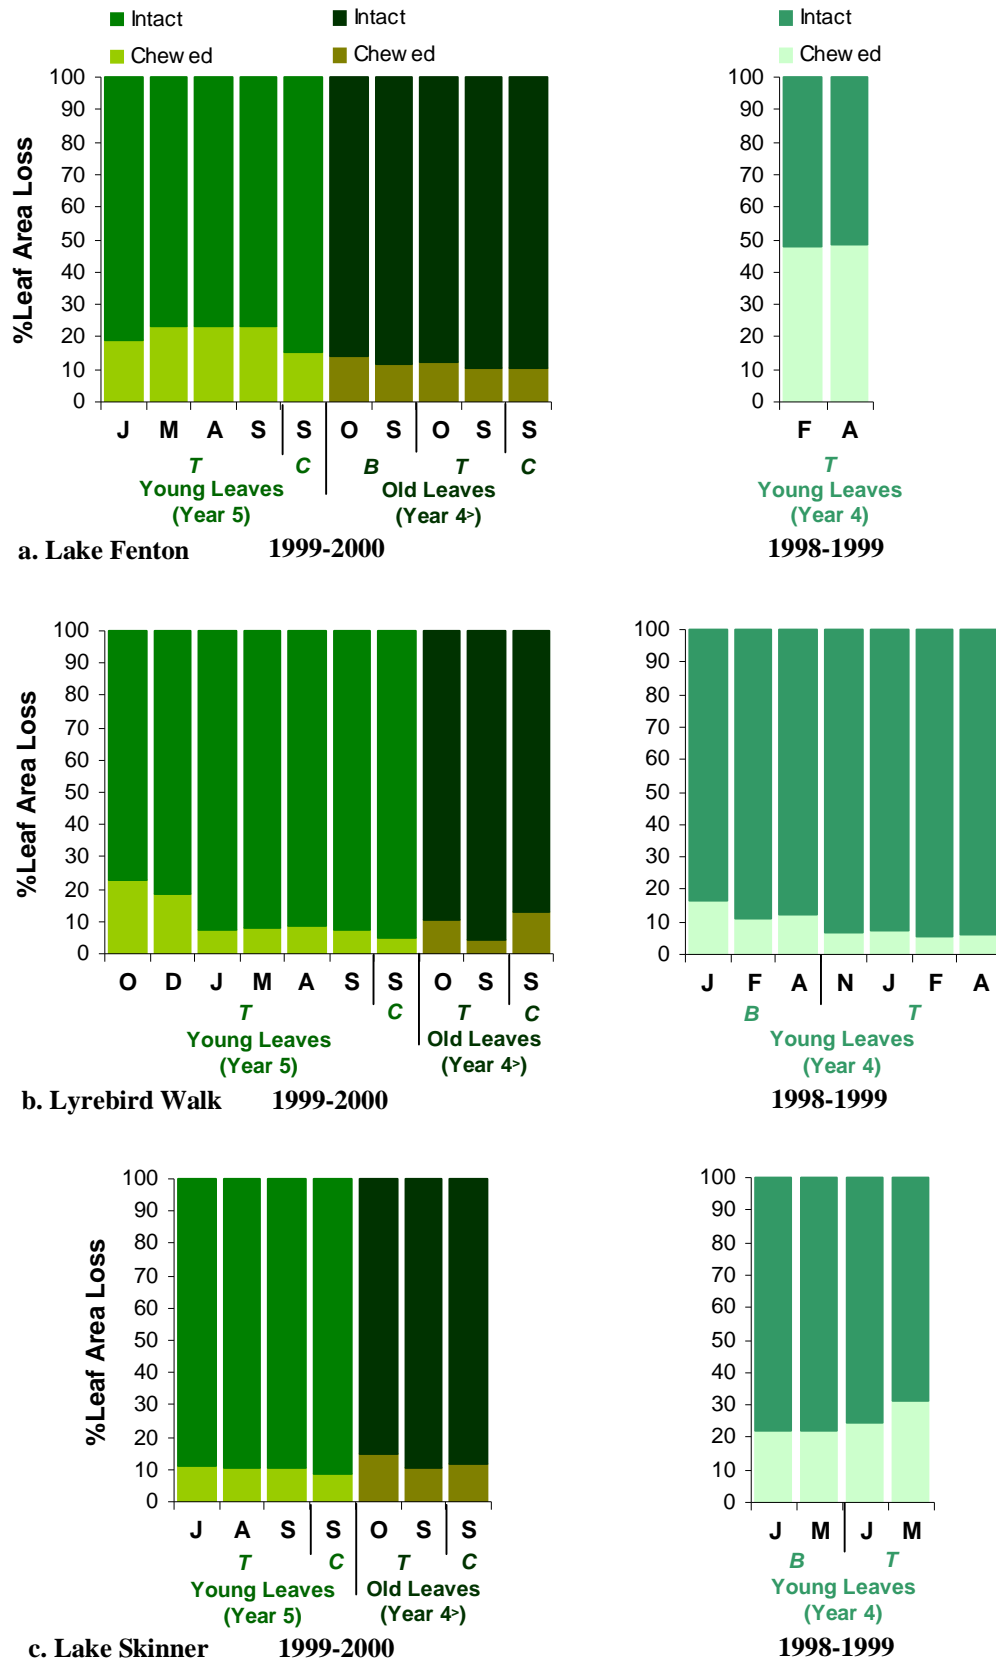 Intact
Chewed
Intact
Chewed
Intact
Chewed
%Leaf Area Loss
100
90
80
70
60
50
40
30
20
10
0
J M A S S O S O S S
T C B T C
Young Leaves
(Year 5)
Old Leaves
(Year 4>)
a. Lake Fenton 1999-2000
100
90
80
70
60
50
40
30
20
10
0
F A
T
Young Leaves
(Year 4)
1998-1999
%Leaf Area Loss
100
90
80
70
60
50
40
30
20
10
0
O D J M A S S O S S
T C T C
Young Leaves
(Year 5)
Old Leaves
(Year 4>)
b. Lyrebird Walk 1999-2000
100
90
80
70
60
50
40
30
20
10
0
J F A N J F A
B T
Young Leaves
(Year 4)
1998-1999
%Leaf Area Loss
100
90
80
70
60
50
40
30
20
10
0
J A S S O S S
T C T C
Young Leaves
(Year 5)
Old Leaves
(Year 4>)
c. Lake Skinner 1999-2000
100
90
80
70
60
50
40
30
20
10
0
J M J M
B T
Young Leaves
(Year 4)
1998-1999